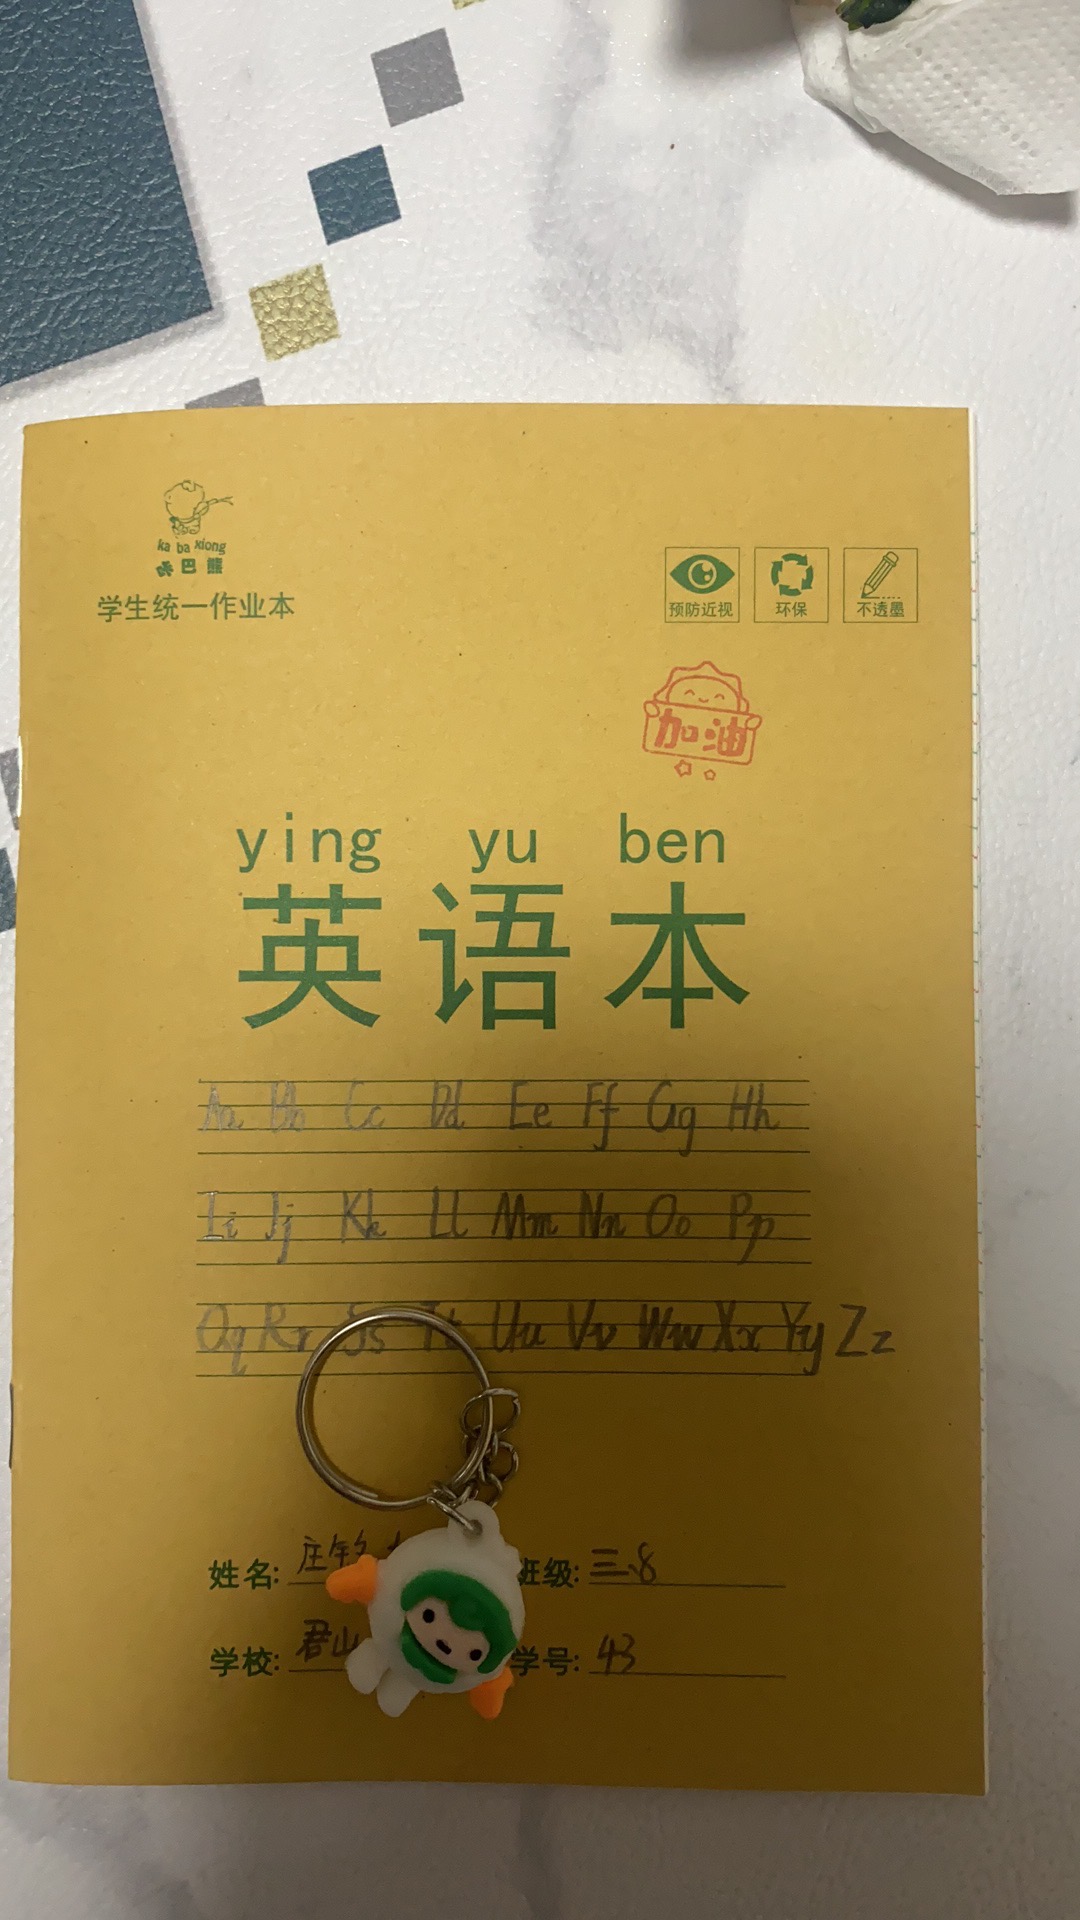 ka ba xiong
咔巴熊
学生统一作业本
预防近视 环保 不透墨
加油
ying yu ben
英语本
Aa Bb Cc Dd Ee Ff Gg Hh
Ii Jj Kk Ll Mm Nn Oo Pp
Qq Rr Ss Tt Uu Vv Ww Xx Yy Zz
姓名: 庄 班级: 三.8
学校: 君山 学号: 43